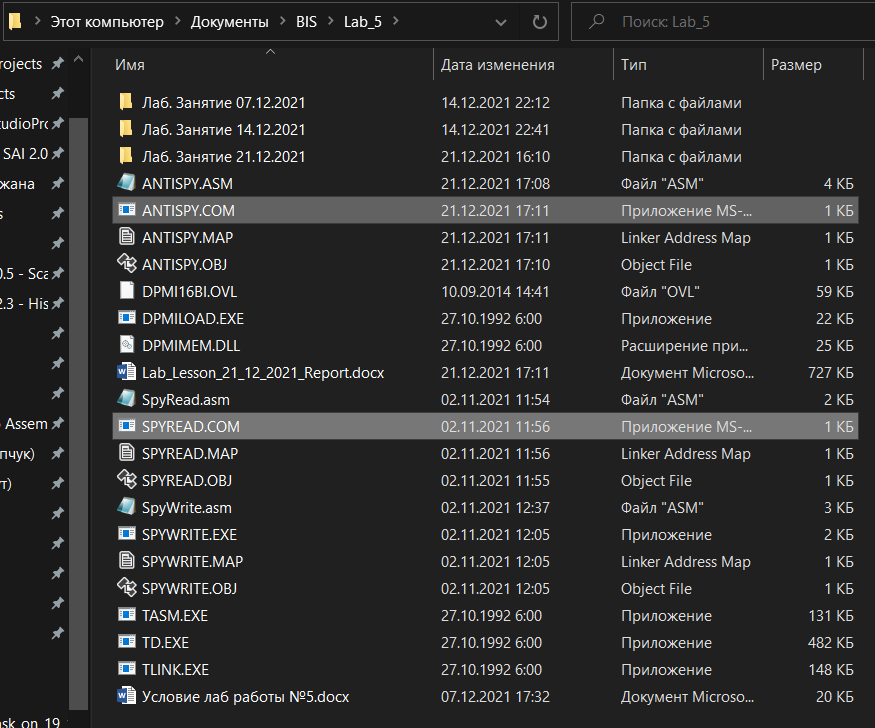 Этот компьютер > Документы > BIS > Lab_5 >
Поиск: Lab_5
Имя Дата изменения Тип Размер
rojects
cts
tudioPro
SAI 2.0
жана
s
0.5 - Sca
2.3 - His
Assem
пчук)
т)
ask_on_19
Лаб. Занятие 07.12.2021 14.12.2021 22:12 Папка с файлами
Лаб. Занятие 14.12.2021 14.12.2021 22:41 Папка с файлами
Лаб. Занятие 21.12.2021 21.12.2021 16:10 Папка с файлами
ANTISPY.ASM 21.12.2021 17:08 Файл "ASM" 4 КБ
ANTISPY.COM 21.12.2021 17:11 Приложение MS-... 1 КБ
ANTISPY.MAP 21.12.2021 17:11 Linker Address Map 1 КБ
ANTISPY.OBJ 21.12.2021 17:10 Object File 1 КБ
DPMI16BI.OVL 10.09.2014 14:41 Файл "OVL" 59 КБ
DPMILOAD.EXE 27.10.1992 6:00 Приложение 22 КБ
DPMIMEM.DLL 27.10.1992 6:00 Расширение при... 25 КБ
Lab_Lesson_21_12_2021_Report.docx 21.12.2021 17:11 Документ Microso... 727 КБ
SpyRead.asm 02.11.2021 11:54 Файл "ASM" 2 КБ
SPYREAD.COM 02.11.2021 11:56 Приложение MS-... 1 КБ
SPYREAD.MAP 02.11.2021 11:56 Linker Address Map 1 КБ
SPYREAD.OBJ 02.11.2021 11:55 Object File 1 КБ
SpyWrite.asm 02.11.2021 12:37 Файл "ASM" 3 КБ
SPYWRITE.EXE 02.11.2021 12:05 Приложение 2 КБ
SPYWRITE.MAP 02.11.2021 12:05 Linker Address Map 1 КБ
SPYWRITE.OBJ 02.11.2021 12:05 Object File 1 КБ
TASM.EXE 27.10.1992 6:00 Приложение 131 КБ
TD.EXE 27.10.1992 6:00 Приложение 482 КБ
TLINK.EXE 27.10.1992 6:00 Приложение 148 КБ
Условие лаб работы №5.docx 07.12.2021 17:32 Документ Microso... 20 КБ